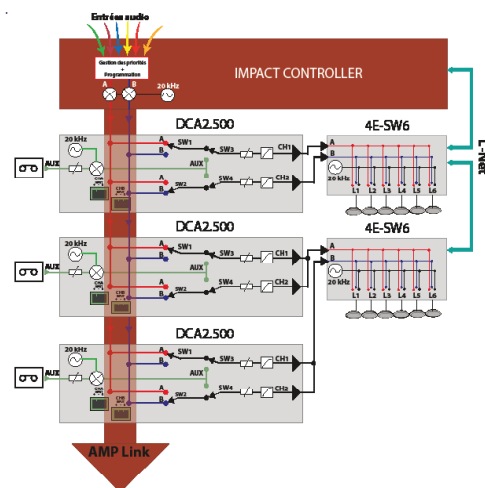 Entrées audio
Gestion des priorités
+
Programmation
IMPACT CONTROLLER
A
B
20 kHz
DCA2.500
4E-SW6
L-Net
20 kHz
AUX
A
B
SW1
SW3
CH1
AUX
A
B
SW2
SW4
CH2
A
B
20 kHz
L1 L2 L3 L4 L5 L6
DCA2.500
4E-SW6
20 kHz
AUX
A
B
SW1
SW3
CH1
AUX
A
B
SW2
SW4
CH2
A
B
20 kHz
L1 L2 L3 L4 L5 L6
DCA2.500
20 kHz
AUX
A
B
SW1
SW3
CH1
AUX
A
B
SW2
SW4
CH2
AMP Link